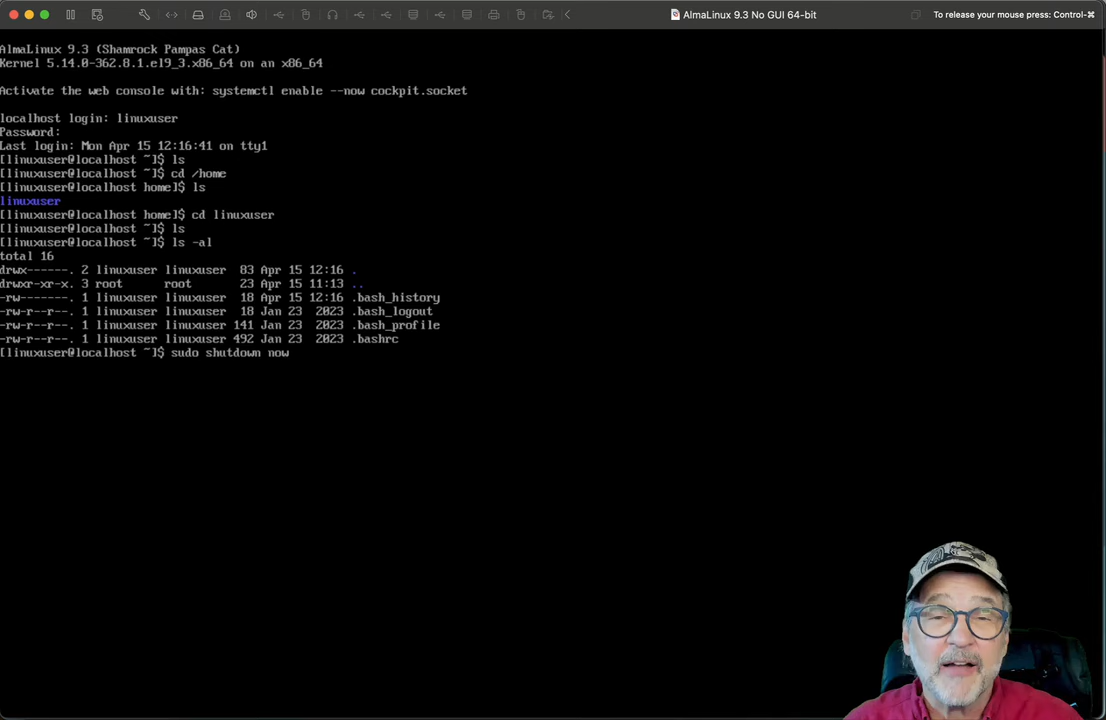 AlmaLinux 9.3 No GUI 64-bit
To release your mouse press: Control-⌘
AlmaLinux 9.3 (Shamrock Pampas Cat)
Kernel 5.14.0-362.8.1.el9_3.x86_64 on an x86_64
Activate the web console with: systemctl enable --now cockpit.socket
localhost login: linuxuser
Password:
Last login: Mon Apr 15 12:16:41 on tty1
[linuxuser@localhost ~]$ ls
[linuxuser@localhost ~]$ cd /home
[linuxuser@localhost home]$ ls
linuxuser
[linuxuser@localhost home]$ cd linuxuser
[linuxuser@localhost ~]$ ls
[linuxuser@localhost ~]$ ls -al
total 16
drwx------. 2 linuxuser linuxuser  83 Apr 15 12:16 .
drwxr-xr-x. 3 root      root       23 Apr 15 11:13 ..
-rw-------. 1 linuxuser linuxuser  18 Apr 15 12:16 .bash_history
-rw-r--r--. 1 linuxuser linuxuser  18 Jan 23  2023 .bash_logout
-rw-r--r--. 1 linuxuser linuxuser 141 Jan 23  2023 .bash_profile
-rw-r--r--. 1 linuxuser linuxuser 492 Jan 23  2023 .bashrc
[linuxuser@localhost ~]$ sudo shutdown now